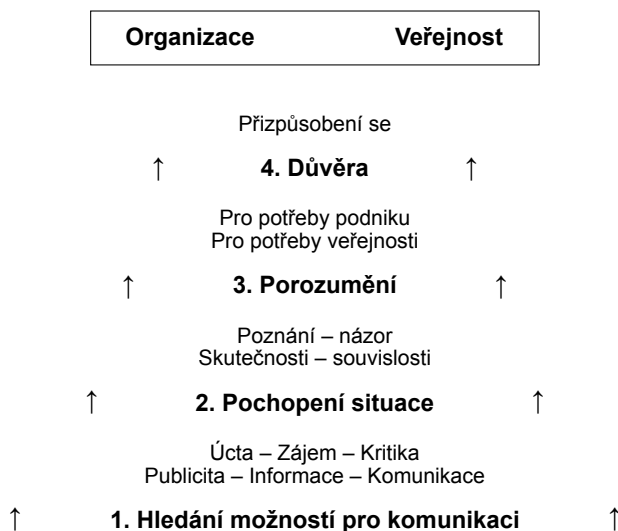 Organizace Veřejnost
Přizpůsobení se
↑ 4. Důvěra ↑
Pro potřeby podniku
Pro potřeby veřejnosti
↑ 3. Porozumění ↑
Poznání – názor
Skutečnosti – souvislosti
↑ 2. Pochopení situace ↑
Úcta – Zájem – Kritika
Publicita – Informace – Komunikace
↑ 1. Hledání možností pro komunikaci ↑